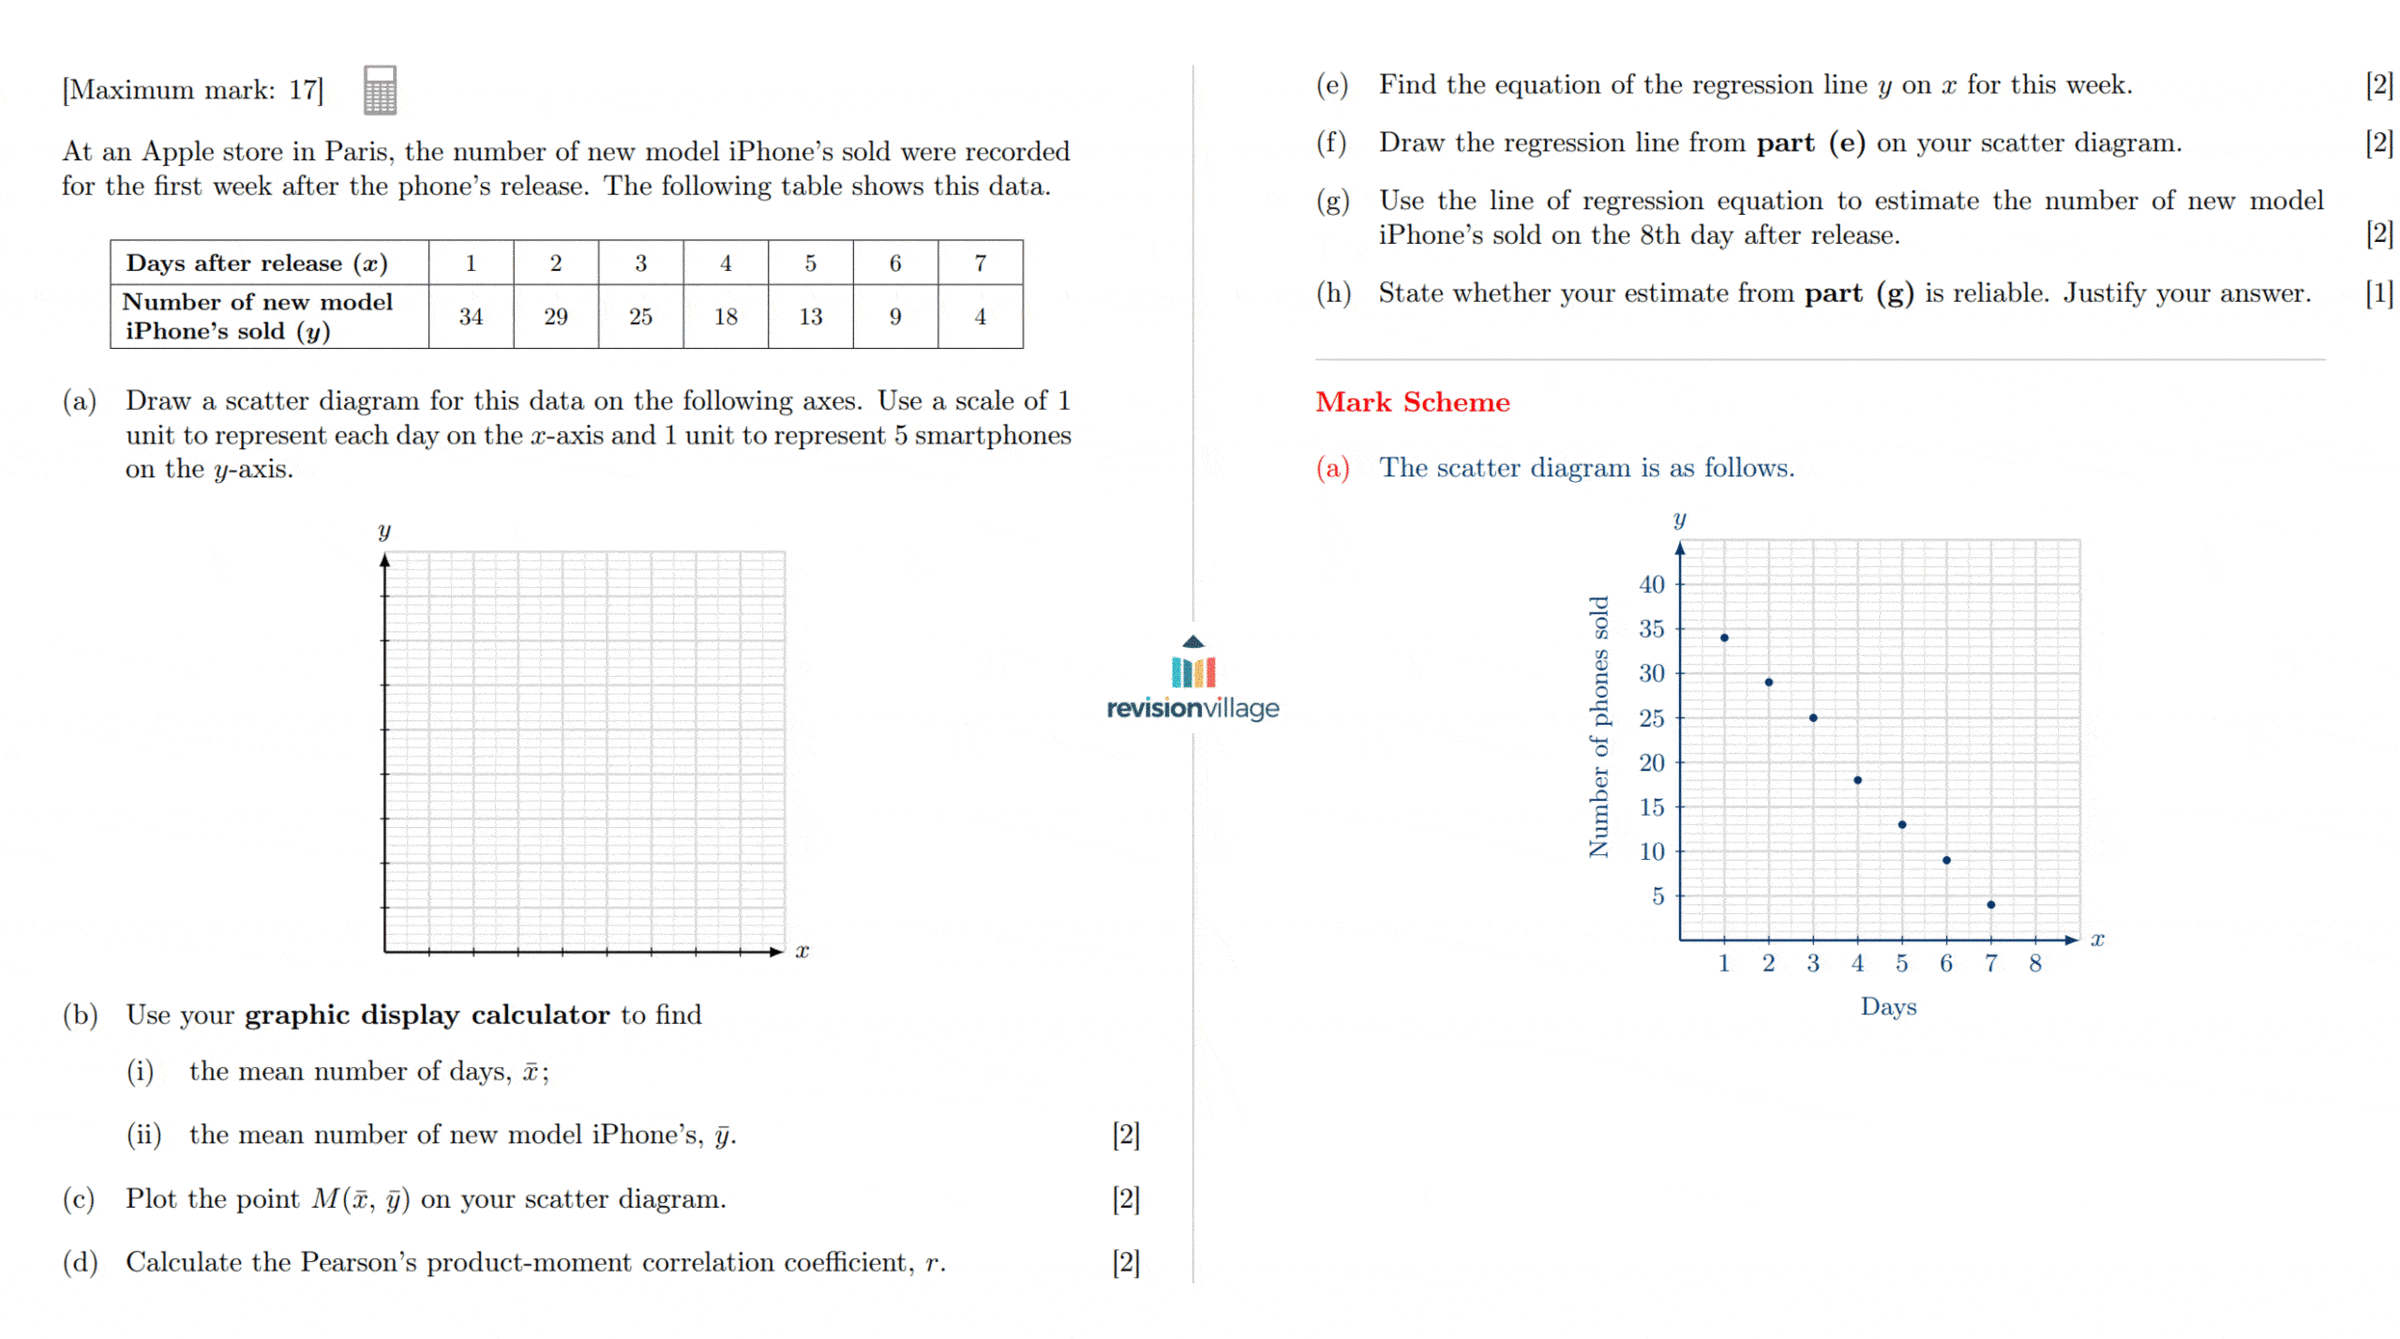 [Maximum mark: 17]
At an Apple store in Paris, the number of new model iPhone's sold were recorded
for the first week after the phone's release. The following table shows this data.
Days after release (x) 1 2 3 4 5 6 7
Number of new model
iPhone's sold (y) 34 29 25 18 13 9 4
(a) Draw a scatter diagram for this data on the following axes. Use a scale of 1
unit to represent each day on the x-axis and 1 unit to represent 5 smartphones
on the y-axis.
y
x
(b) Use your graphic display calculator to find
(i) the mean number of days, x̄;
(ii) the mean number of new model iPhone's, ȳ. [2]
(c) Plot the point M(x̄, ȳ) on your scatter diagram. [2]
(d) Calculate the Pearson's product-moment correlation coefficient, r. [2]
revisionvillage
(e) Find the equation of the regression line y on x for this week. [2]
(f) Draw the regression line from part (e) on your scatter diagram. [2]
(g) Use the line of regression equation to estimate the number of new model
iPhone's sold on the 8th day after release. [2]
(h) State whether your estimate from part (g) is reliable. Justify your answer. [1]
Mark Scheme
(a) The scatter diagram is as follows.
y
Number of phones sold
40
35
30
25
20
15
10
5
x
1 2 3 4 5 6 7 8
Days